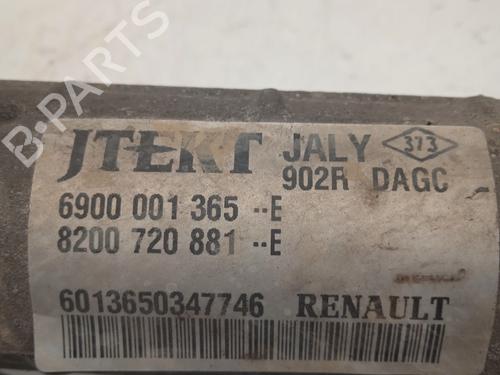 B-PARTS
JTEKT JALY 373
902R DAGC
6900 001 365 --E
8200 720 881 --E
6013650347746 RENAULT